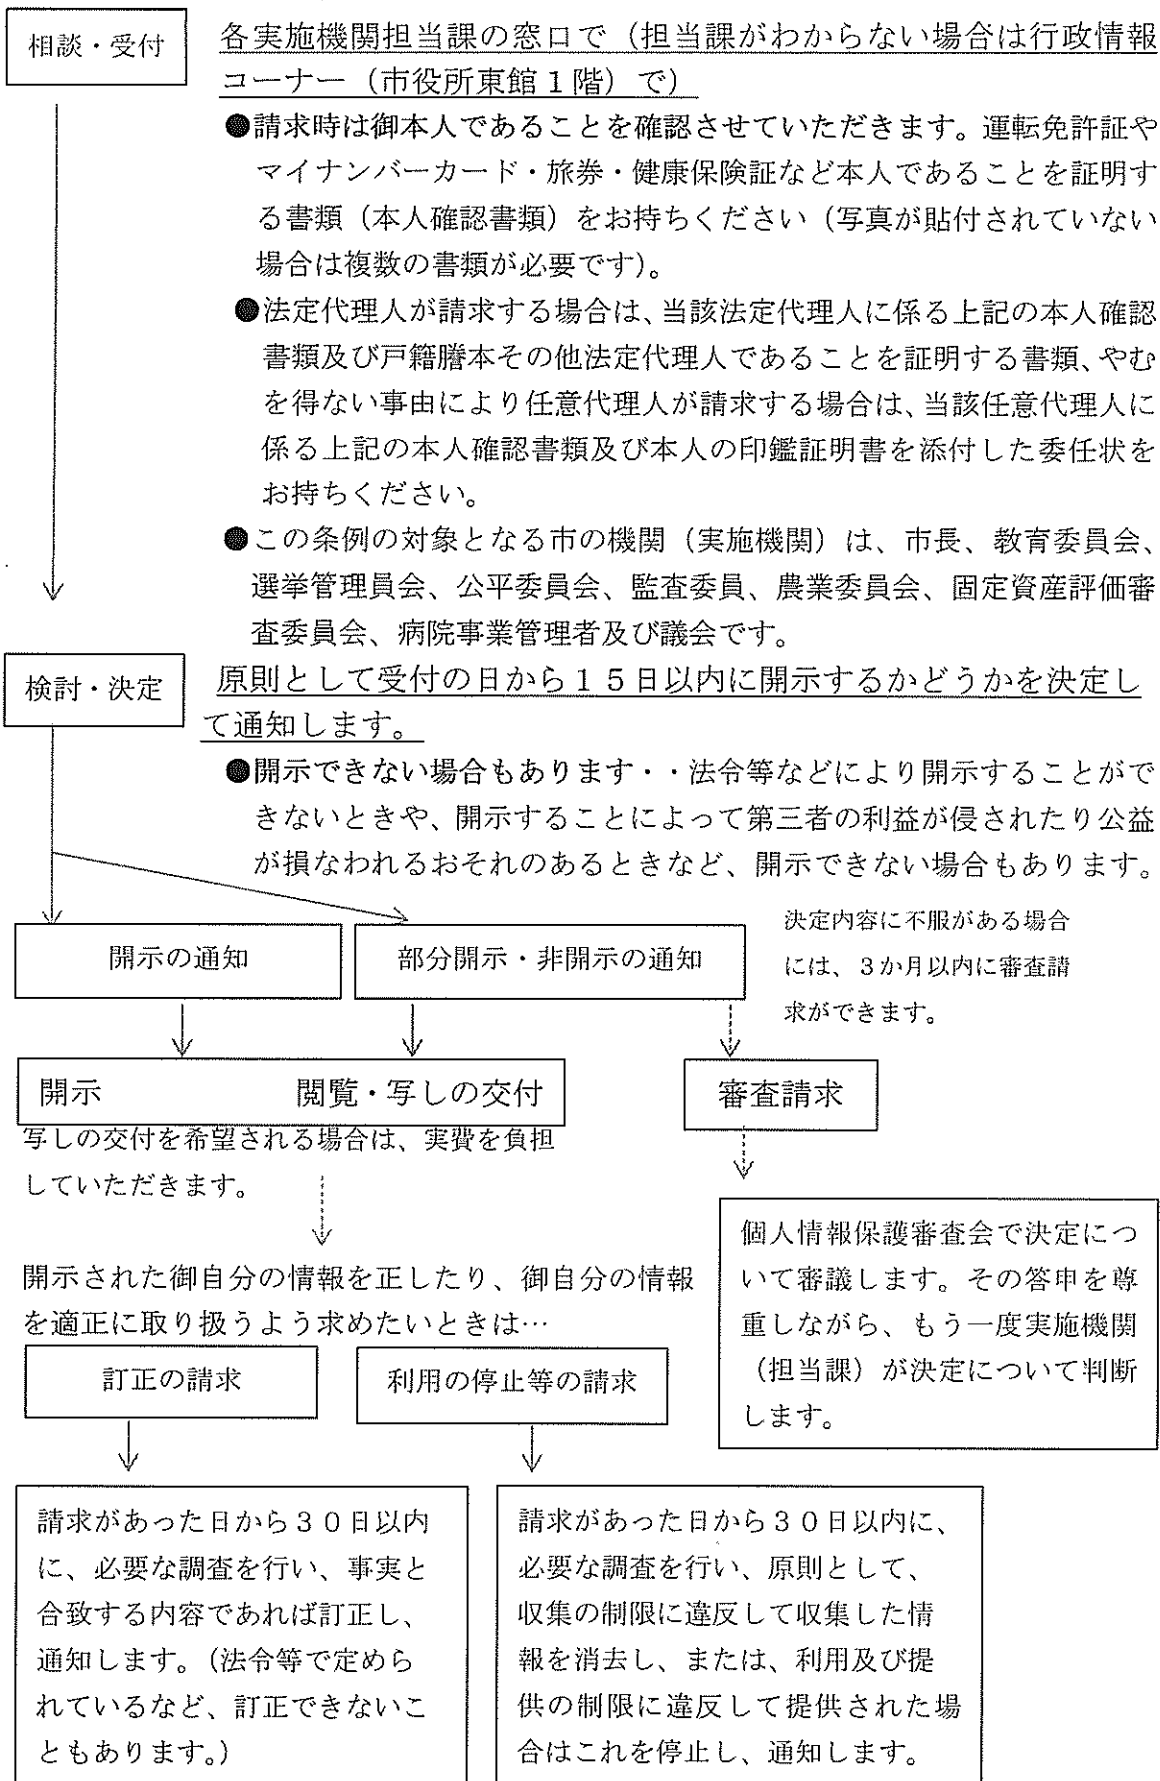 相談・受付
各実施機関担当課の窓口で（担当課がわからない場合は行政情報
コーナー（市役所東館１階）で）
●請求時は御本人であることを確認させていただきます。運転免許証や
マイナンバーカード・旅券・健康保険証など本人であることを証明す
る書類（本人確認書類）をお持ちください（写真が貼付されていない
場合は複数の書類が必要です）。
●法定代理人が請求する場合は、当該法定代理人に係る上記の本人確認
書類及び戸籍謄本その他法定代理人であることを証明する書類、やむ
を得ない事由により任意代理人が請求する場合は、当該任意代理人に
係る上記の本人確認書類及び本人の印鑑証明書を添付した委任状を
お持ちください。
●この条例の対象となる市の機関（実施機関）は、市長、教育委員会、
選挙管理員会、公平委員会、監査委員、農業委員会、固定資産評価審
査委員会、病院事業管理者及び議会です。
検討・決定
原則として受付の日から１５日以内に開示するかどうかを決定し
て通知します。
●開示できない場合もあります・・法令等などにより開示することがで
きないときや、開示することによって第三者の利益が侵されたり公益
が損なわれるおそれのあるときなど、開示できない場合もあります。
開示の通知
部分開示・非開示の通知
決定内容に不服がある場合
には、３か月以内に審査請
求ができます。
開示 閲覧・写しの交付
審査請求
写しの交付を希望される場合は、実費を負担
していただきます。
個人情報保護審査会で決定につ
いて審議します。その答申を尊
重しながら、もう一度実施機関
（担当課）が決定について判断
します。
開示された御自分の情報を正したり、御自分の情報
を適正に取り扱うよう求めたいときは…
訂正の請求
利用の停止等の請求
請求があった日から３０日以内
に、必要な調査を行い、事実と
合致する内容であれば訂正し、
通知します。（法令等で定めら
れているなど、訂正できないこ
ともあります。）
請求があった日から３０日以内に、
必要な調査を行い、原則として、
収集の制限に違反して収集した情
報を消去し、または、利用及び提
供の制限に違反して提供された場
合はこれを停止し、通知します。